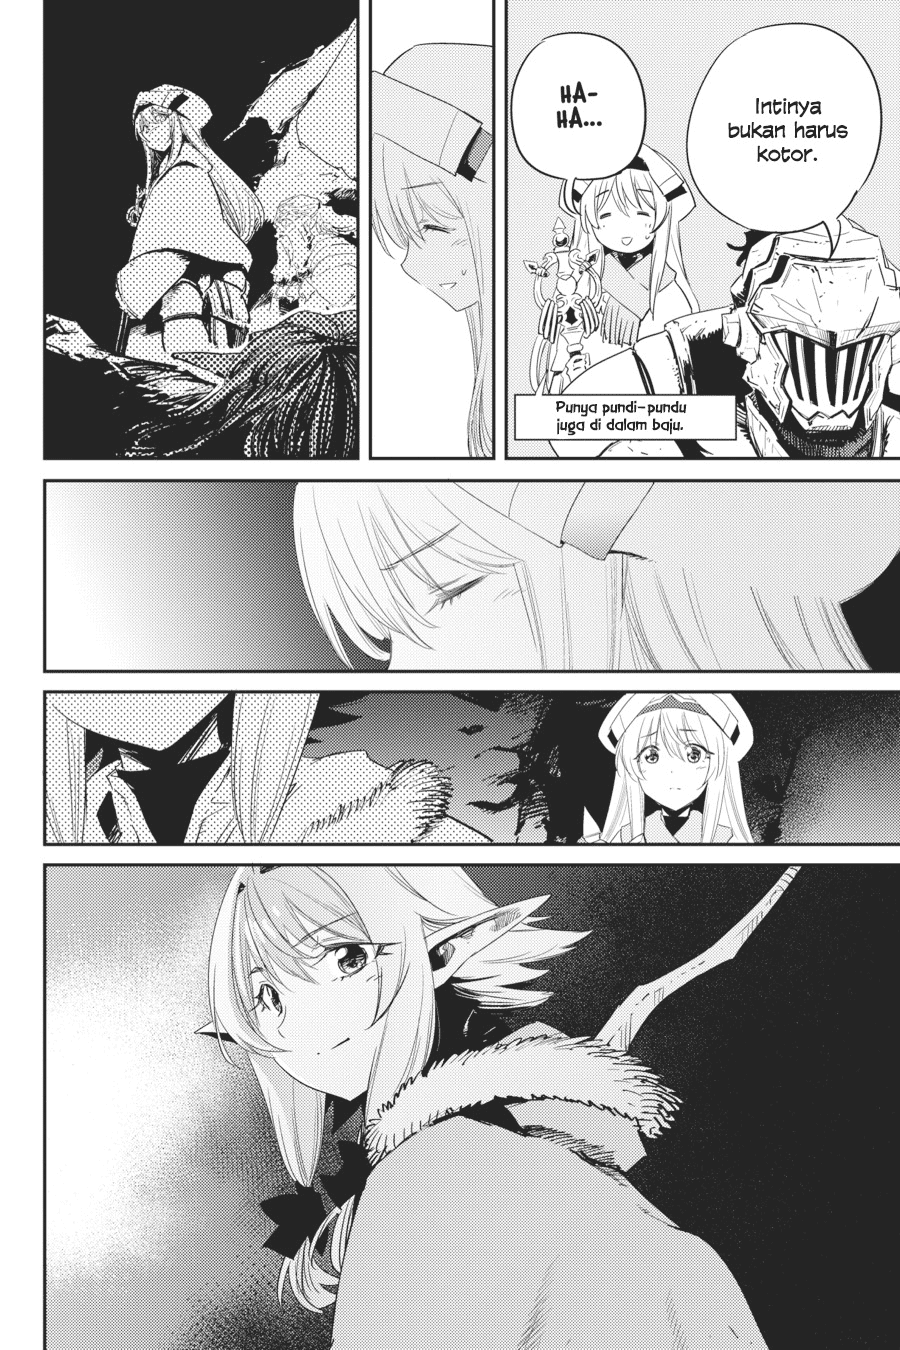 Intinya
bukan harus
kotor.
HA-
HA...
Punya pundi-pundu
juga di dalam baju.